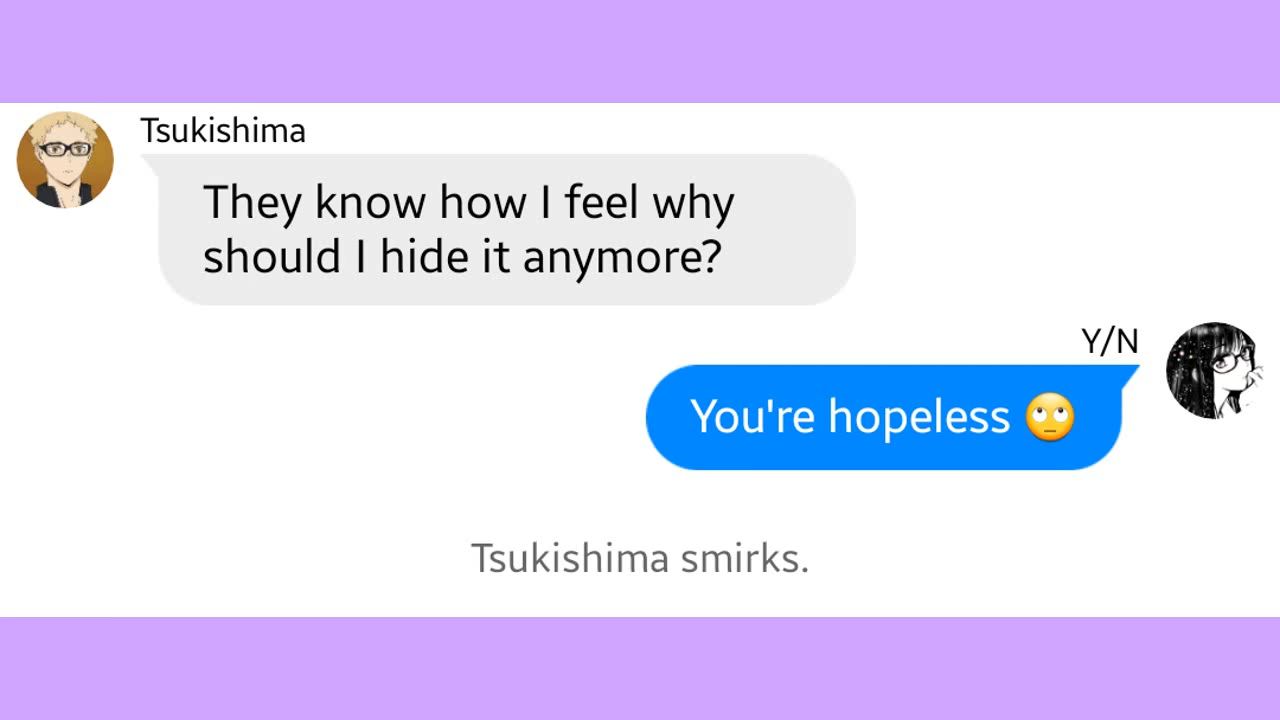 Tsukishima
They know how I feel why
should I hide it anymore?
Y/N
You're hopeless 🙄
Tsukishima smirks.